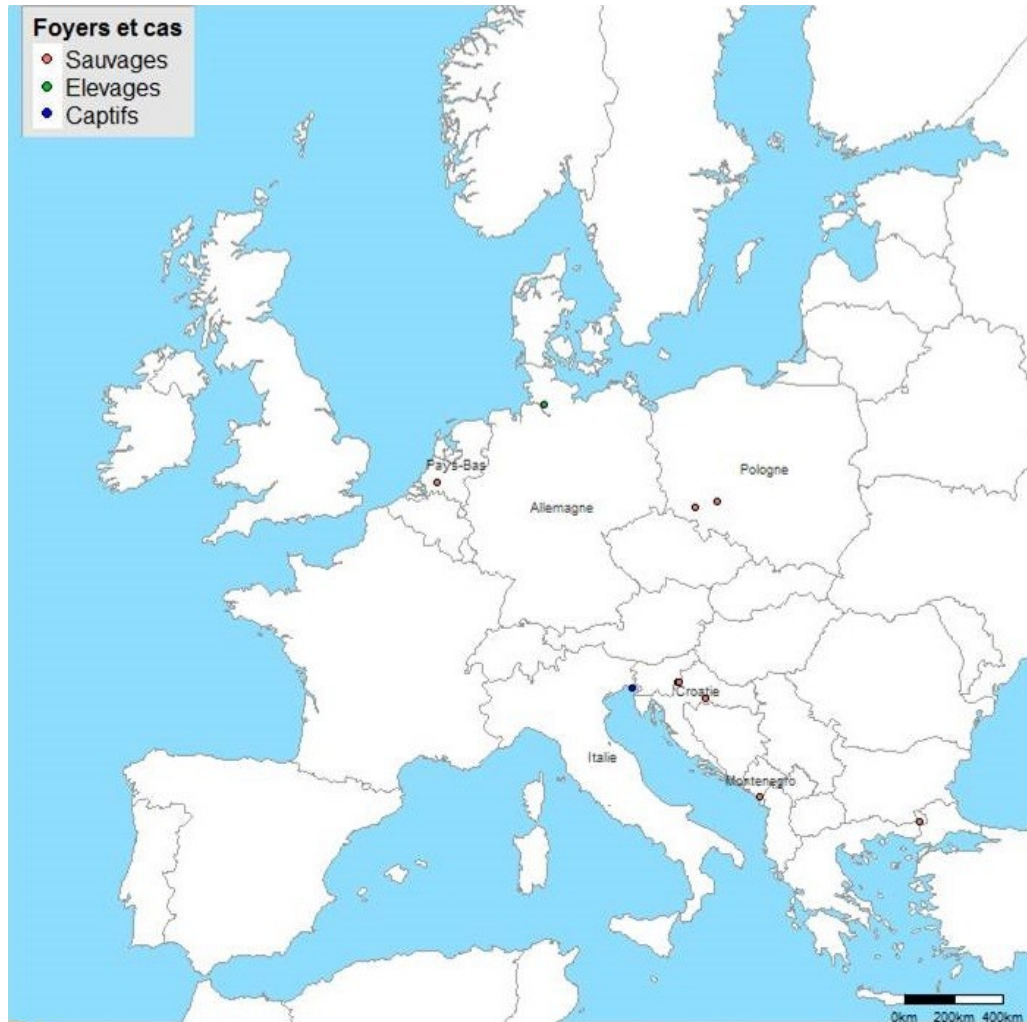 Foyers et cas
Sauvages
Elevages
Captifs
Pays-Bas
Pologne
Allemagne
Croatie
Italie
Montenegro
0km 200km 400km